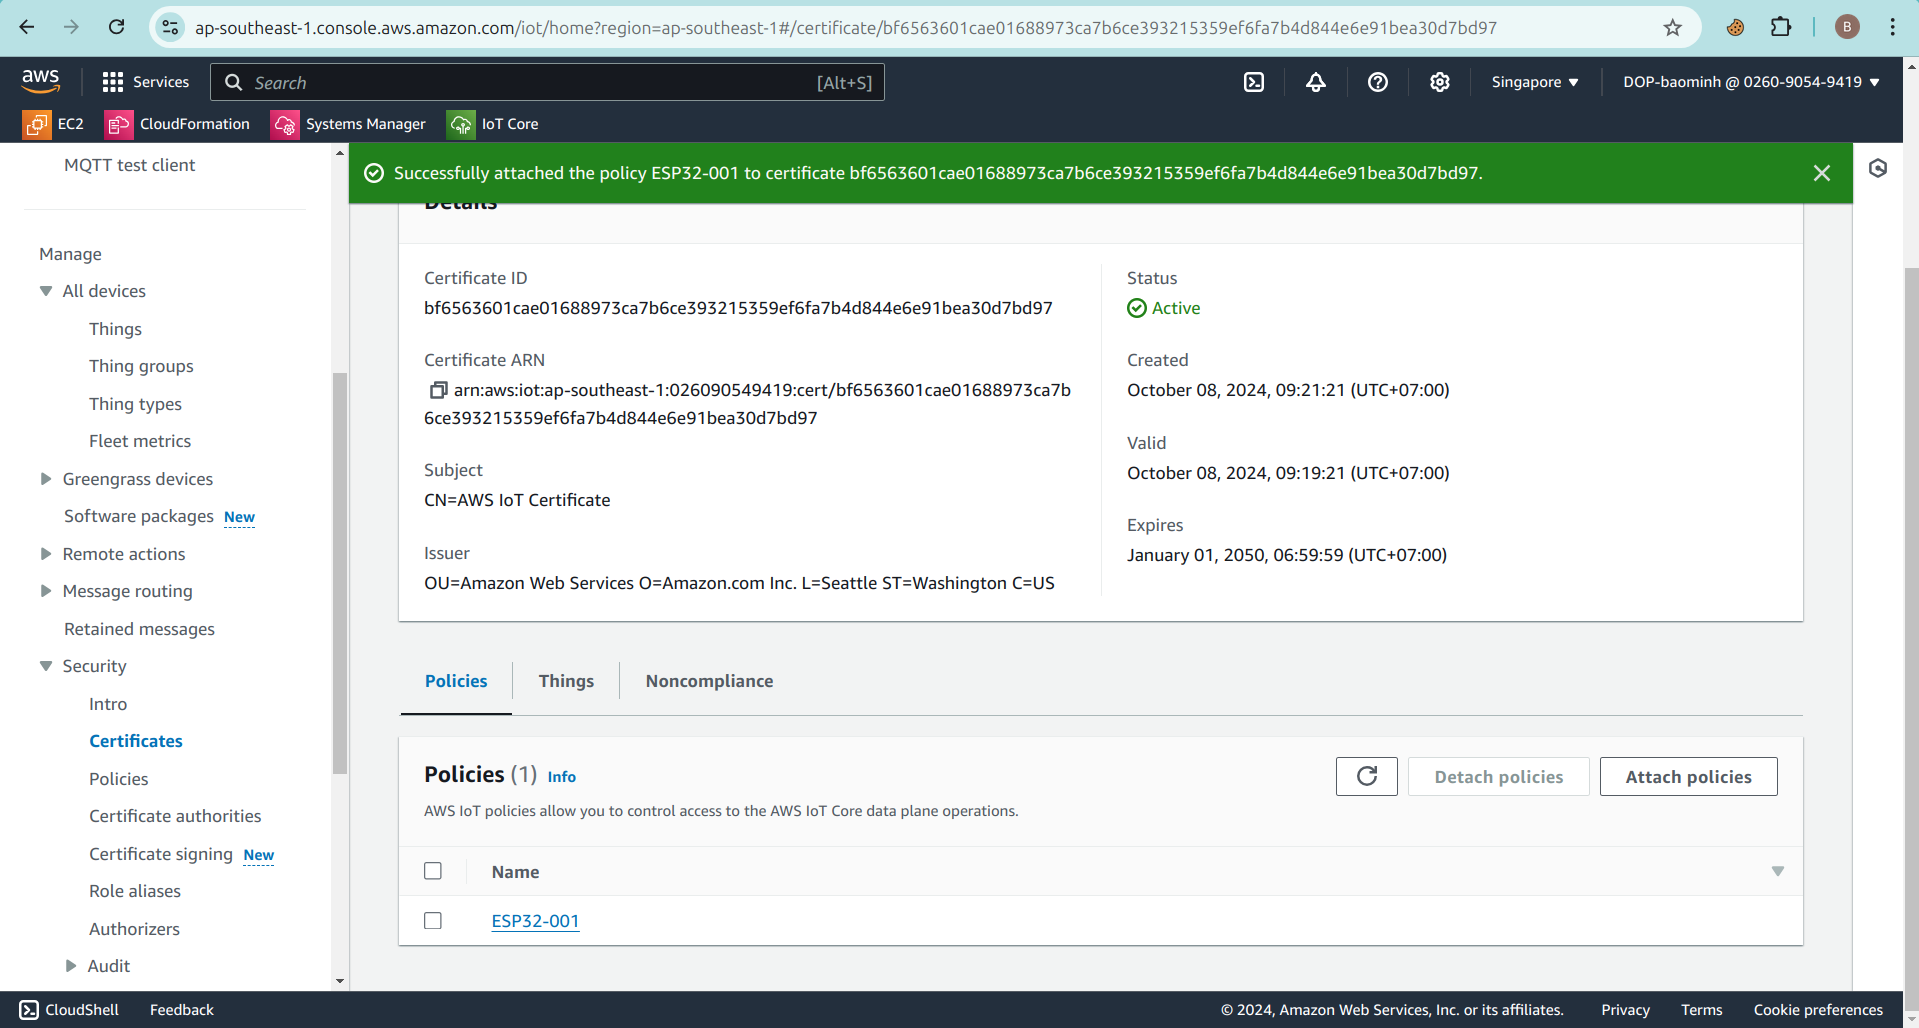 ap-southeast-1.console.aws.amazon.com/iot/home?region=ap-southeast-1#/certificate/bf6563601cae01688973ca7b6ce393215359ef6fa7b4d844e6e91bea30d7bd97
B
aws
Services
Search
[Alt+S]
Singapore
DOP-baominh @ 0260-9054-9419
EC2
CloudFormation
Systems Manager
IoT Core
MQTT test client
Manage
All devices
Things
Thing groups
Thing types
Fleet metrics
Greengrass devices
Software packages New
Remote actions
Message routing
Retained messages
Security
Intro
Certificates
Policies
Certificate authorities
Certificate signing New
Role aliases
Authorizers
Audit
Successfully attached the policy ESP32-001 to certificate bf6563601cae01688973ca7b6ce393215359ef6fa7b4d844e6e91bea30d7bd97.
Details
Certificate ID
bf6563601cae01688973ca7b6ce393215359ef6fa7b4d844e6e91bea30d7bd97
Certificate ARN
arn:aws:iot:ap-southeast-1:026090549419:cert/bf6563601cae01688973ca7b
6ce393215359ef6fa7b4d844e6e91bea30d7bd97
Subject
CN=AWS IoT Certificate
Issuer
OU=Amazon Web Services O=Amazon.com Inc. L=Seattle ST=Washington C=US
Status
Active
Created
October 08, 2024, 09:21:21 (UTC+07:00)
Valid
October 08, 2024, 09:19:21 (UTC+07:00)
Expires
January 01, 2050, 06:59:59 (UTC+07:00)
Policies
Things
Noncompliance
Policies (1) Info
AWS IoT policies allow you to control access to the AWS IoT Core data plane operations.
Detach policies
Attach policies
Name
ESP32-001
CloudShell
Feedback
© 2024, Amazon Web Services, Inc. or its affiliates.
Privacy
Terms
Cookie preferences